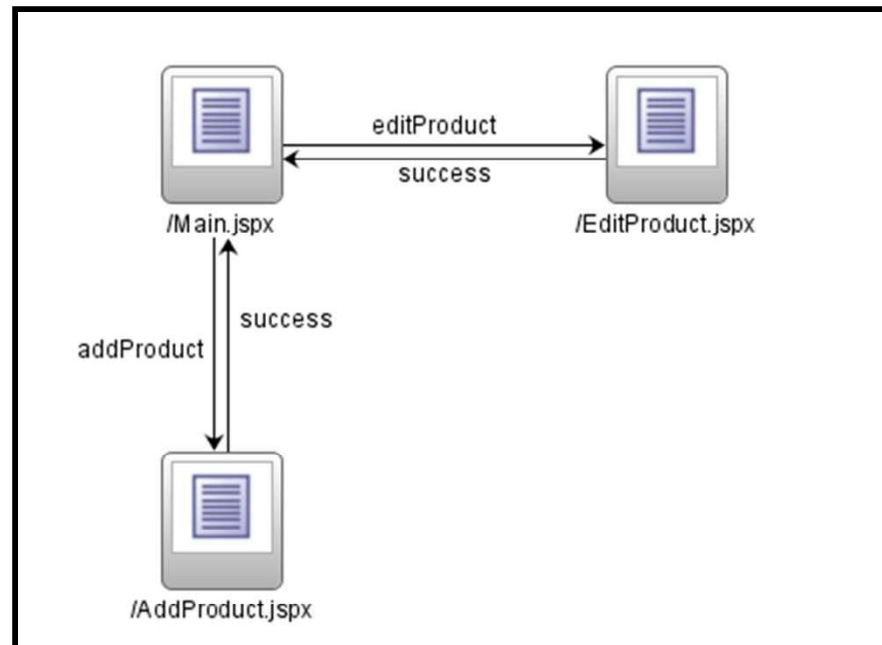 editProduct
success
/Main.jspx
/EditProduct.jspx
success
addProduct
/AddProduct.jspx